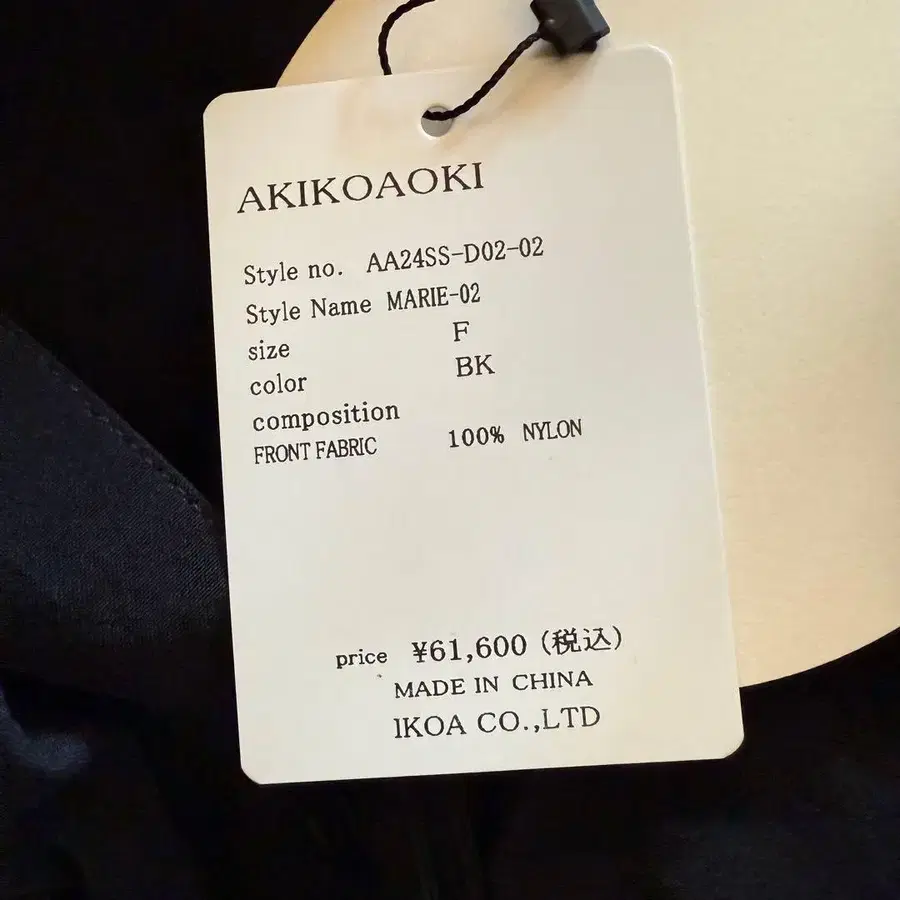 AKIKOAOKI
Style no. AA24SS-D02-02
Style Name MARIE-02
size F
color BK
composition
FRONT FABRIC 100% NYLON
price ¥61,600 (税込)
MADE IN CHINA
IKOA CO.,LTD